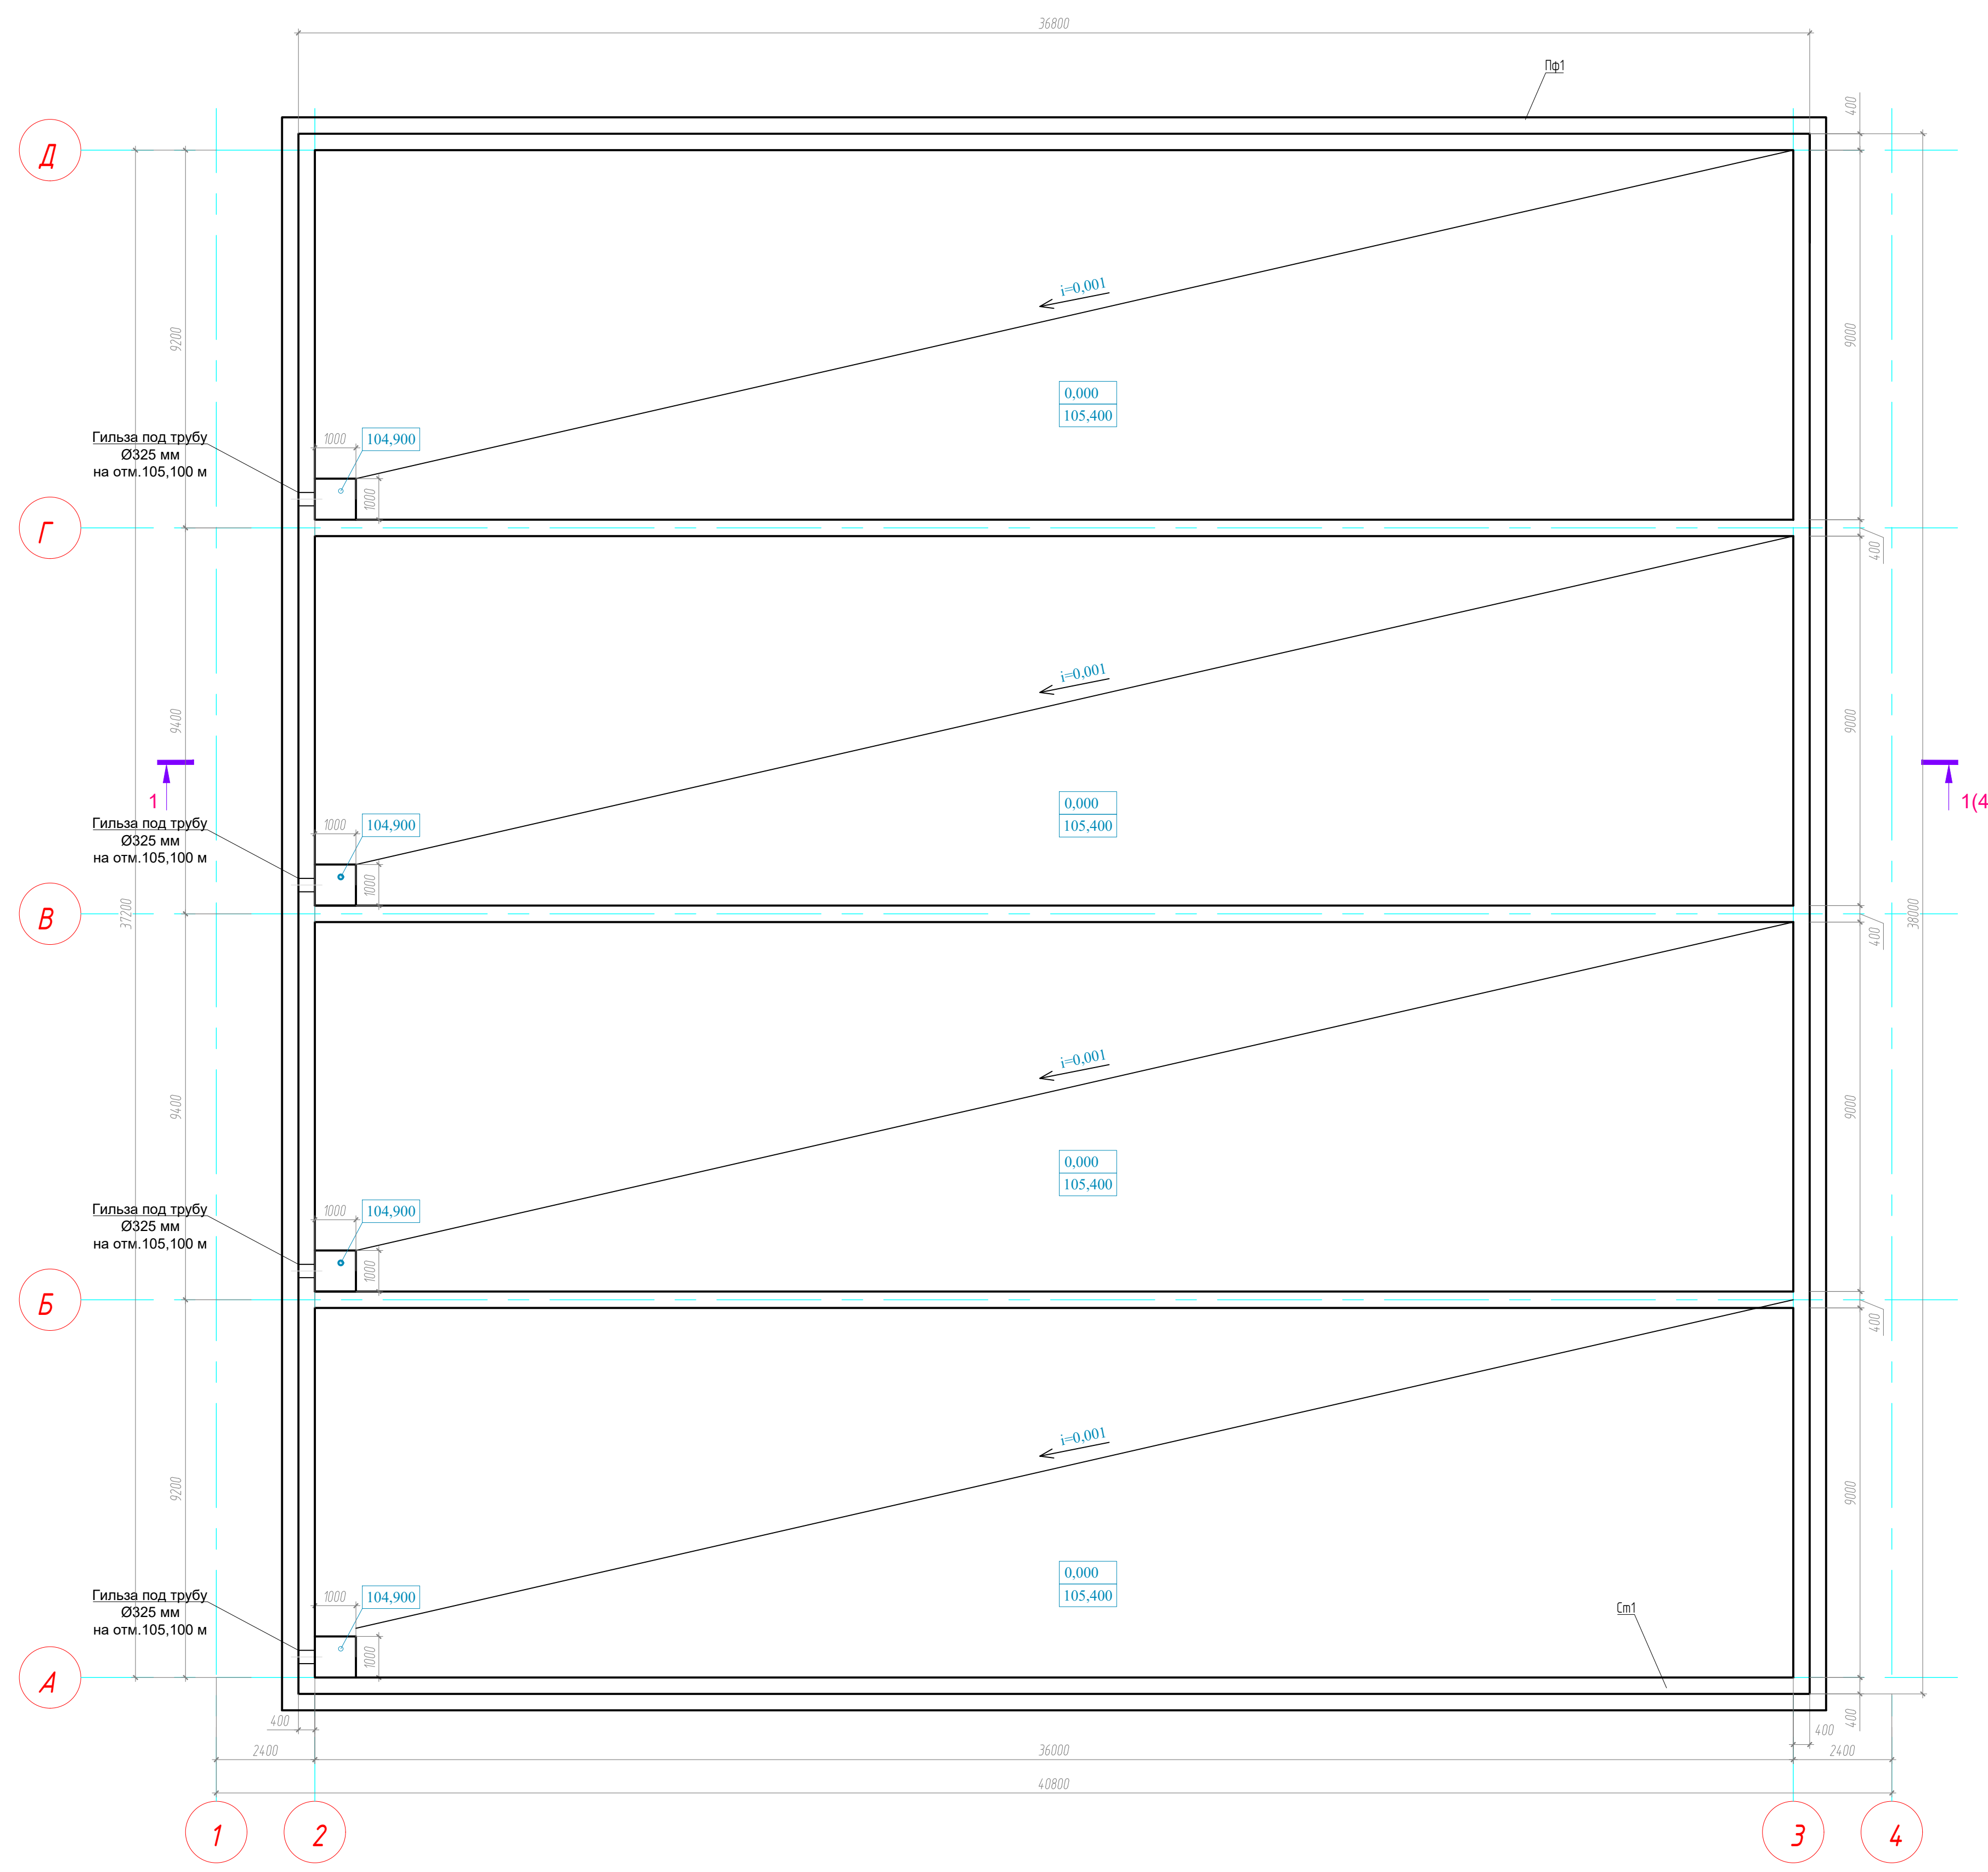 36800
Пф1
400
Д
9200
i=0,001
9000
0,000
105,400
Гильза под трубу
Ø325 мм
на отм.105,100 м
1000
104,900
1000
Г
400
9400
i=0,001
9000
1
1(4
0,000
105,400
Гильза под трубу
Ø325 мм
на отм.105,100 м
1000
104,900
1000
В
37200
400
38000
9400
i=0,001
9000
0,000
105,400
Гильза под трубу
Ø325 мм
на отм.105,100 м
1000
104,900
1000
Б
400
9200
i=0,001
9000
0,000
105,400
Гильза под трубу
Ø325 мм
на отм.105,100 м
1000
104,900
1000
Ст1
А
400
400
400
2400
36000
2400
40800
1
2
3
4